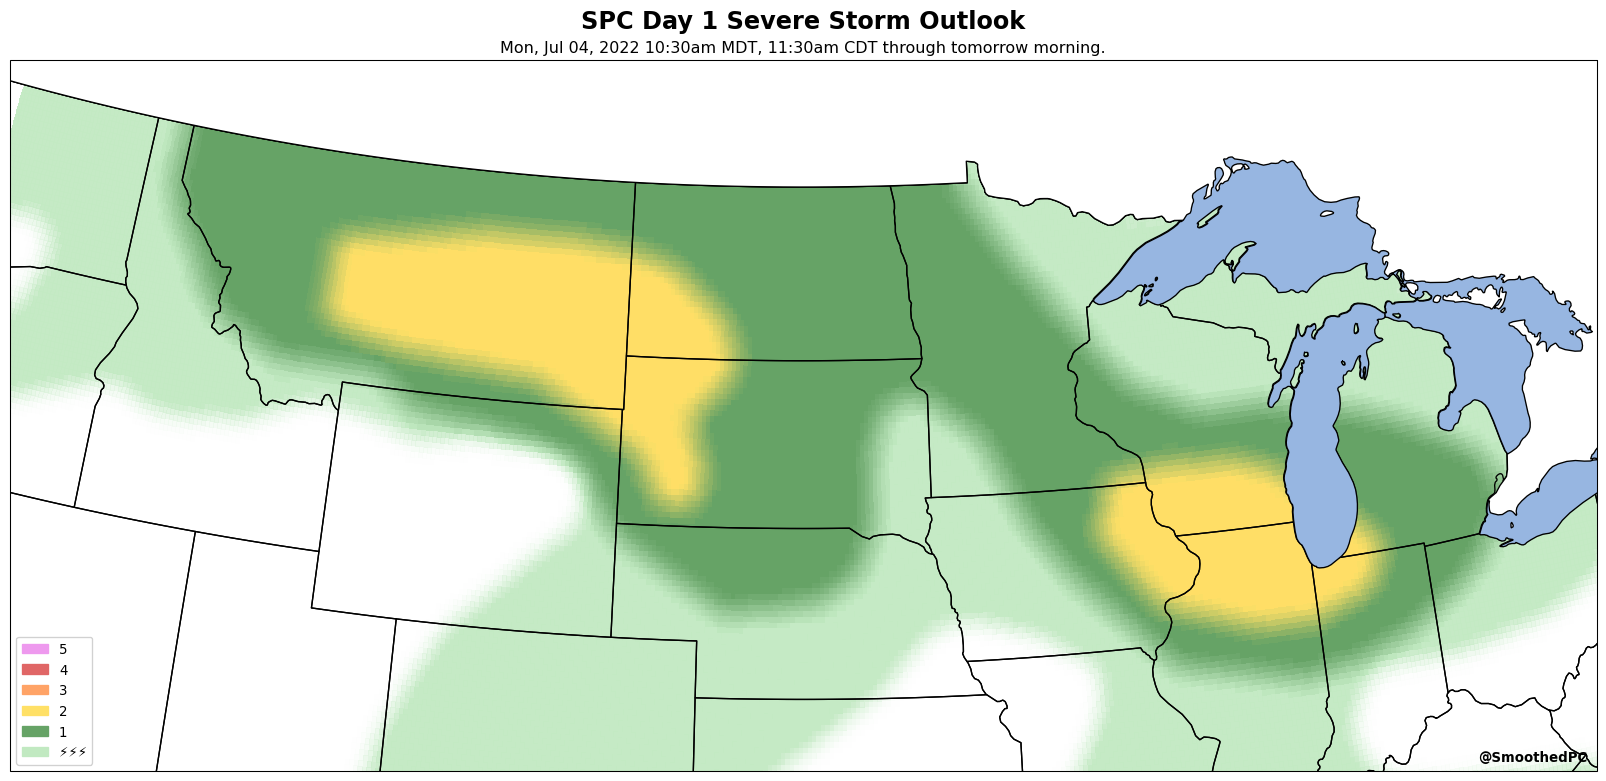 SPC Day 1 Severe Storm Outlook
Mon, Jul 04, 2022 10:30am MDT, 11:30am CDT through tomorrow morning.
5
4
3
2
1
⚡⚡⚡
@SmoothedPC